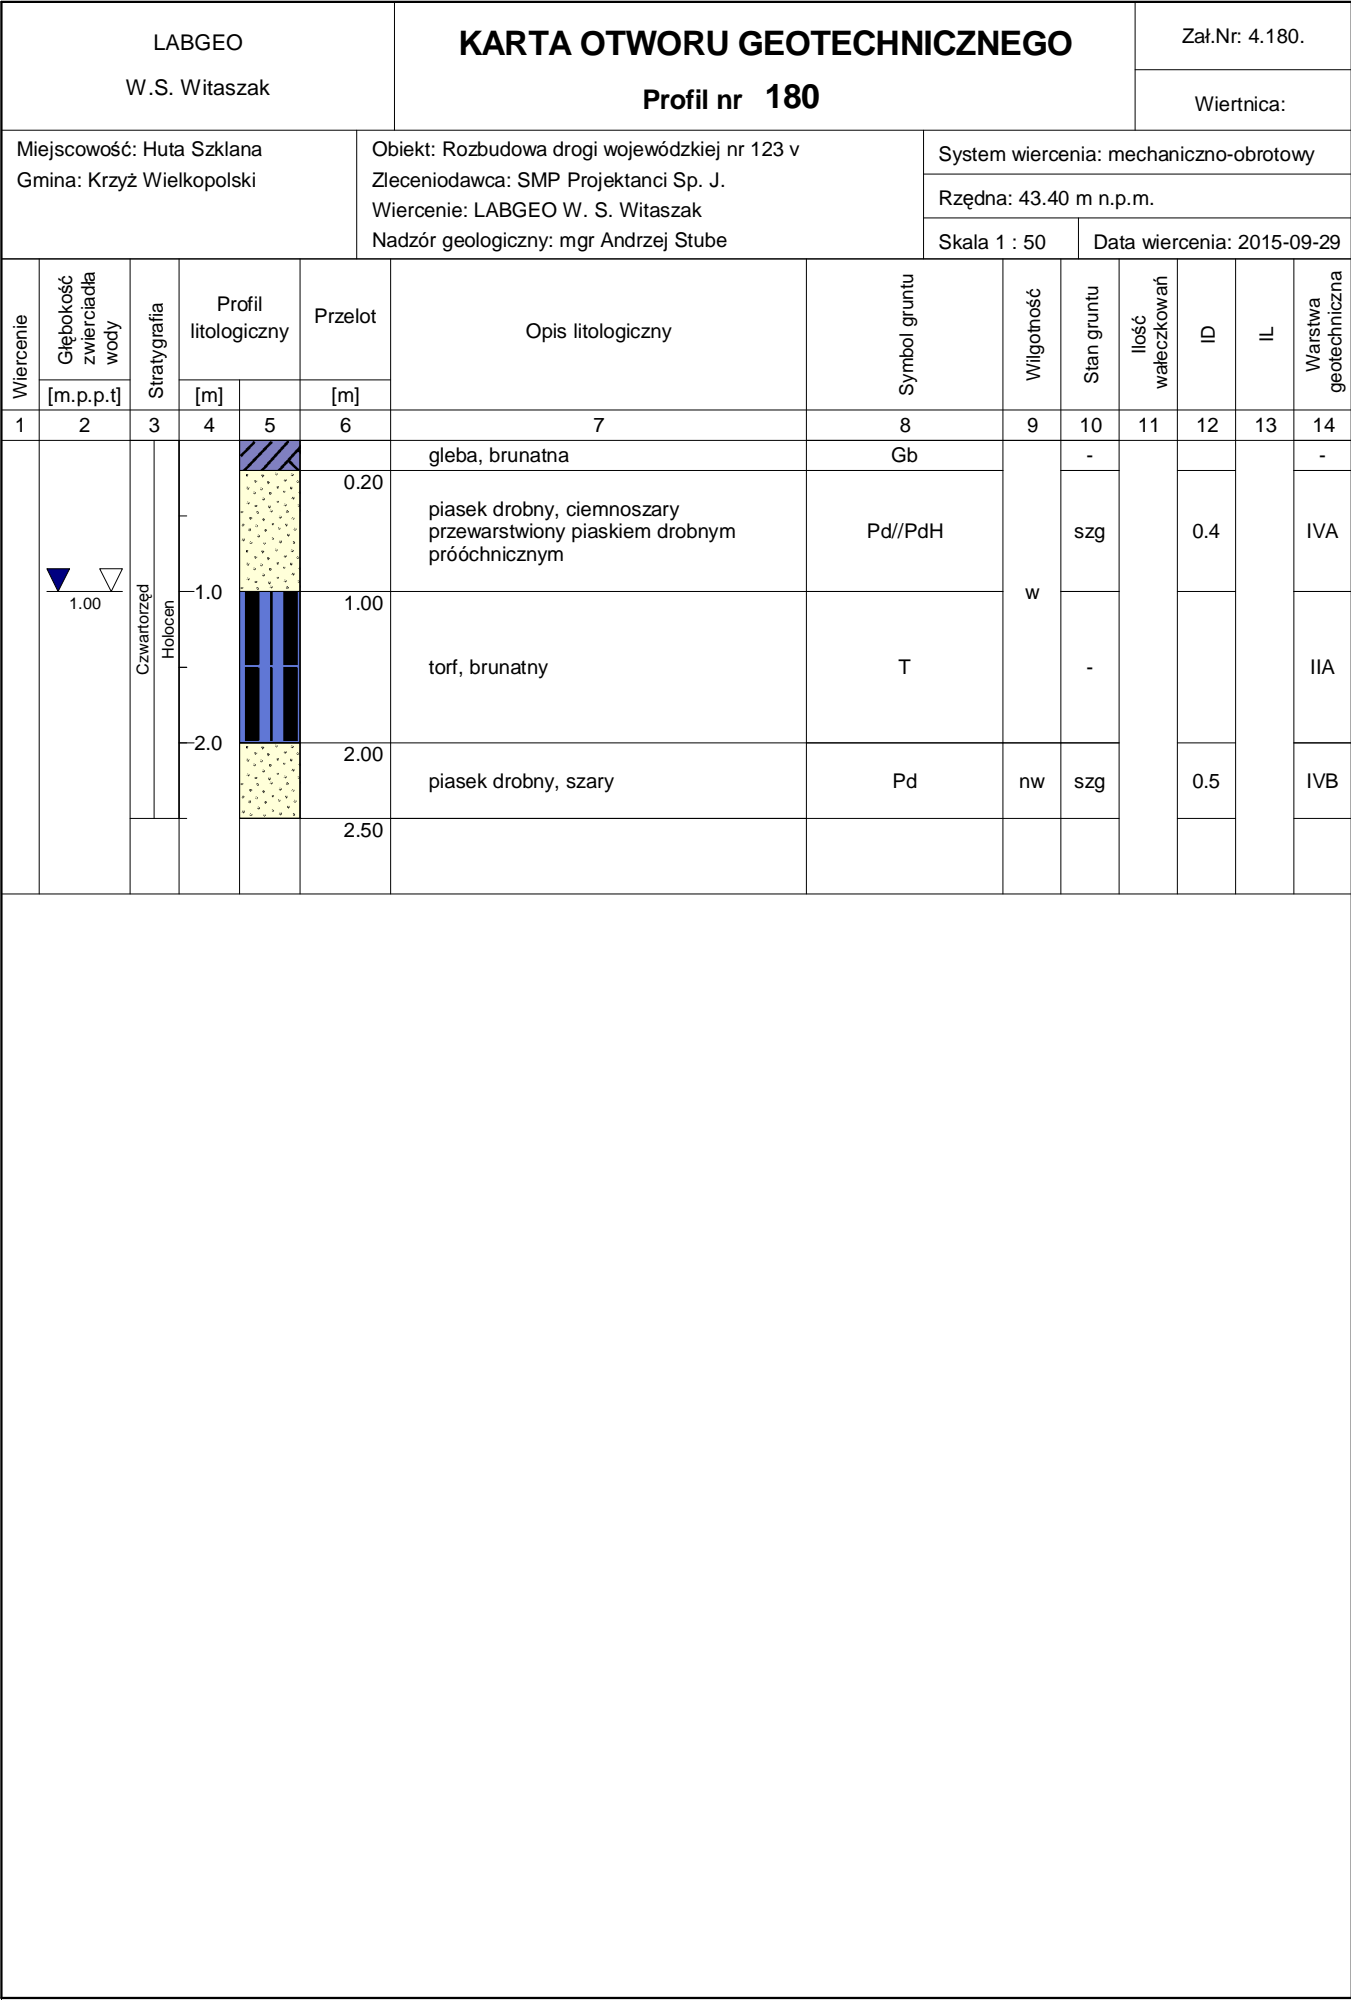 LABGEO
W.S. Witaszak
KARTA OTWORU GEOTECHNICZNEGO
Profil nr 180
Zał.Nr: 4.180.
Wiertnica:
Miejscowość: Huta Szklana
Gmina: Krzyż Wielkopolski
Obiekt: Rozbudowa drogi wojewódzkiej nr 123 v
Zleceniodawca: SMP Projektanci Sp. J.
Wiercenie: LABGEO W. S. Witaszak
Nadzór geologiczny: mgr Andrzej Stube
System wiercenia: mechaniczno-obrotowy
Rzędna: 43.40 m n.p.m.
Skala 1 : 50
Data wiercenia: 2015-09-29
Wiercenie
Głębokość
zwierciadła
wody
[m.p.p.t]
Stratygrafia
Profil
litologiczny
[m]
Przelot
[m]
Opis litologiczny
Symbol gruntu
Wilgotność
Stan gruntu
Ilość
wałeczkowań
ID
IL
Warstwa
geotechniczna
1 2 3 4 5 6 7 8 9 10 11 12 13 14
gleba, brunatna Gb - -
0.20
piasek drobny, ciemnoszary
przewarstwiony piaskiem drobnym
próóchnicznym
Pd//PdH szg 0.4 IVA
1.00
Czwartorzęd
Holocen
1.0
1.00
w
torf, brunatny T - IIA
2.0
2.00
piasek drobny, szary Pd nw szg 0.5 IVB
2.50